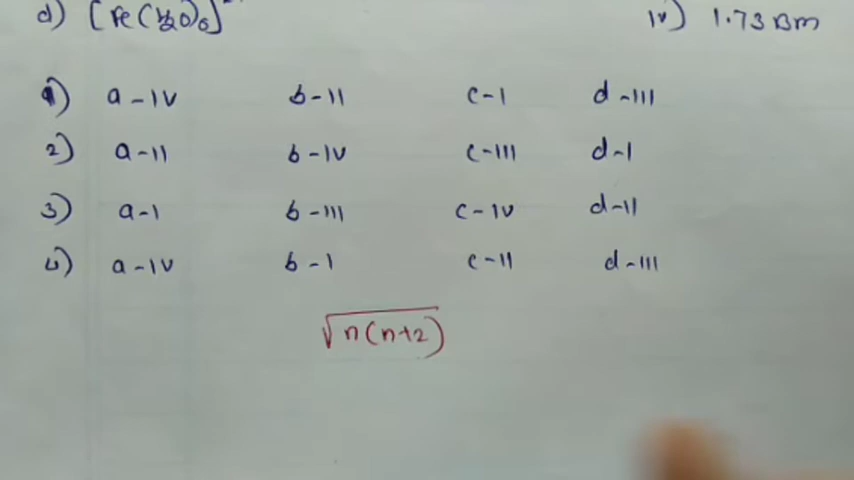 d) [Fe(H2O)6]2+ iv) 1.73 Bm
1) a-IV b-II c-I d-III
2) a-II b-IV c-III d-I
3) a-I b-III c-IV d-II
4) a-IV b-I c-II d-III
√n(n+2)